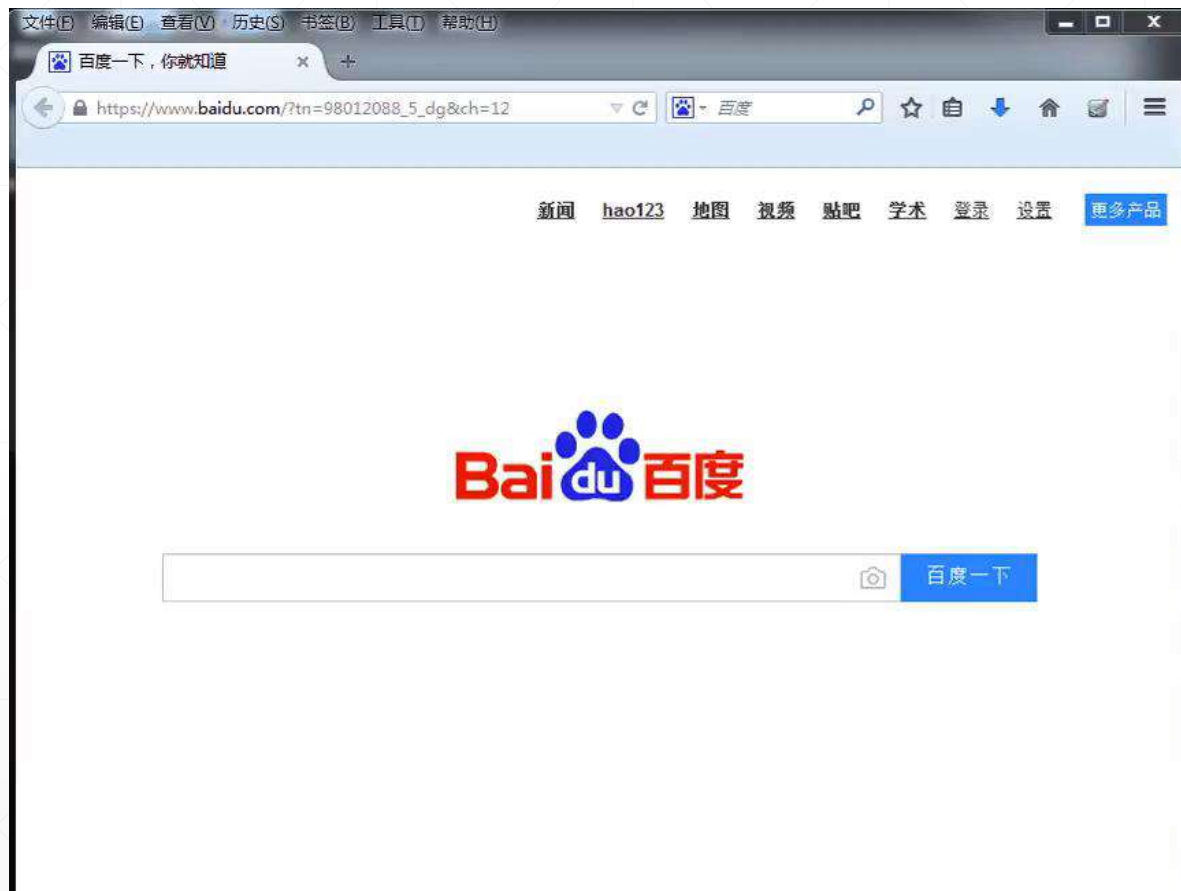 文件(F) 编辑(E) 查看(V) 历史(S) 书签(B) 工具(T) 帮助(H)
百度一下，你就知道
https://www.baidu.com/?tn=98012088_5_dg&ch=12 百度
新闻 hao123 地图 视频 贴吧 学术 登录 设置 更多产品
Bai du 百度
百度一下